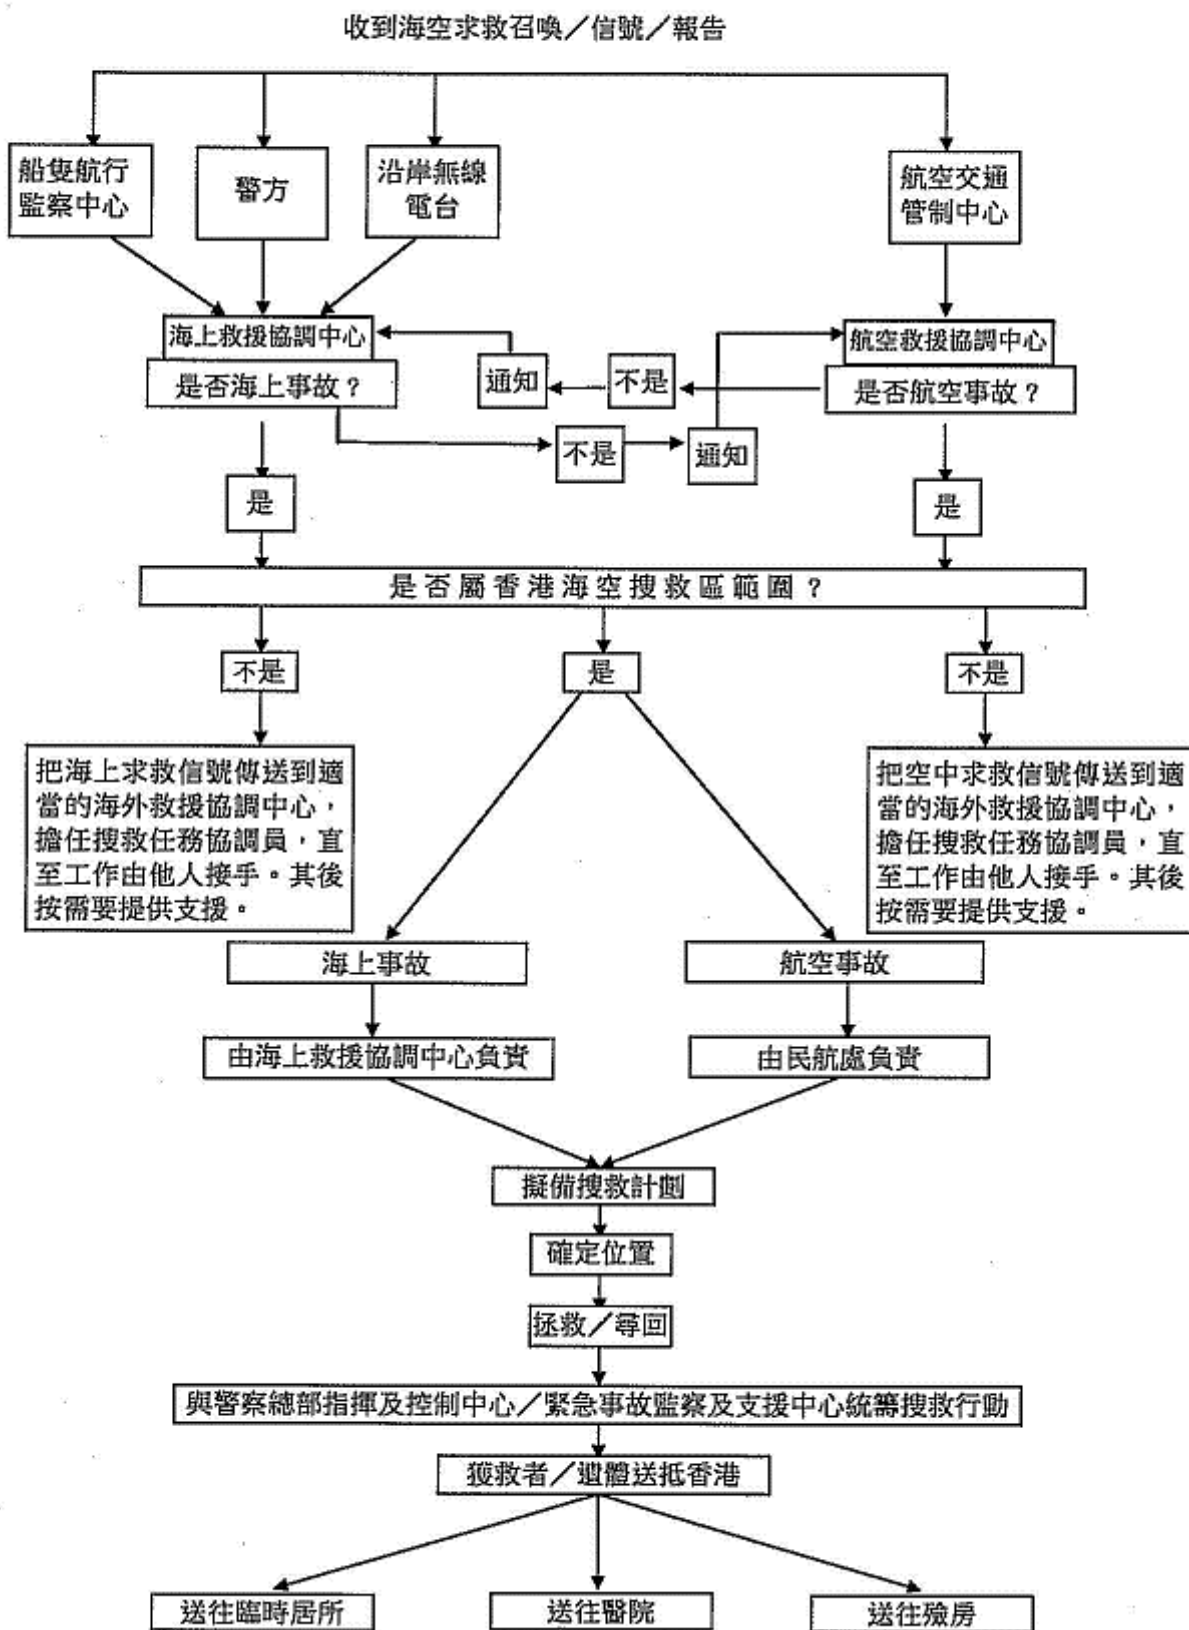 收到海空求救召喚／信號／報告
船隻航行
監察中心
警方
沿岸無線
電台
航空交通
管制中心
海上救援協調中心
是否海上事故？
航空救援協調中心
是否航空事故？
通知
不是
不是
通知
是
是
是否屬香港海空搜救區範圍？
不是
是
不是
把海上求救信號傳送到適
當的海外救援協調中心，
擔任搜救任務協調員，直
至工作由他人接手。其後
按需要提供支援。
把空中求救信號傳送到適
當的海外救援協調中心，
擔任搜救任務協調員，直
至工作由他人接手。其後
按需要提供支援。
海上事故
航空事故
由海上救援協調中心負責
由民航處負責
擬備搜救計劃
確定位置
拯救／尋回
與警察總部指揮及控制中心／緊急事故監察及支援中心統籌搜救行動
獲救者／遺體送抵香港
送往臨時居所
送往醫院
送往殮房